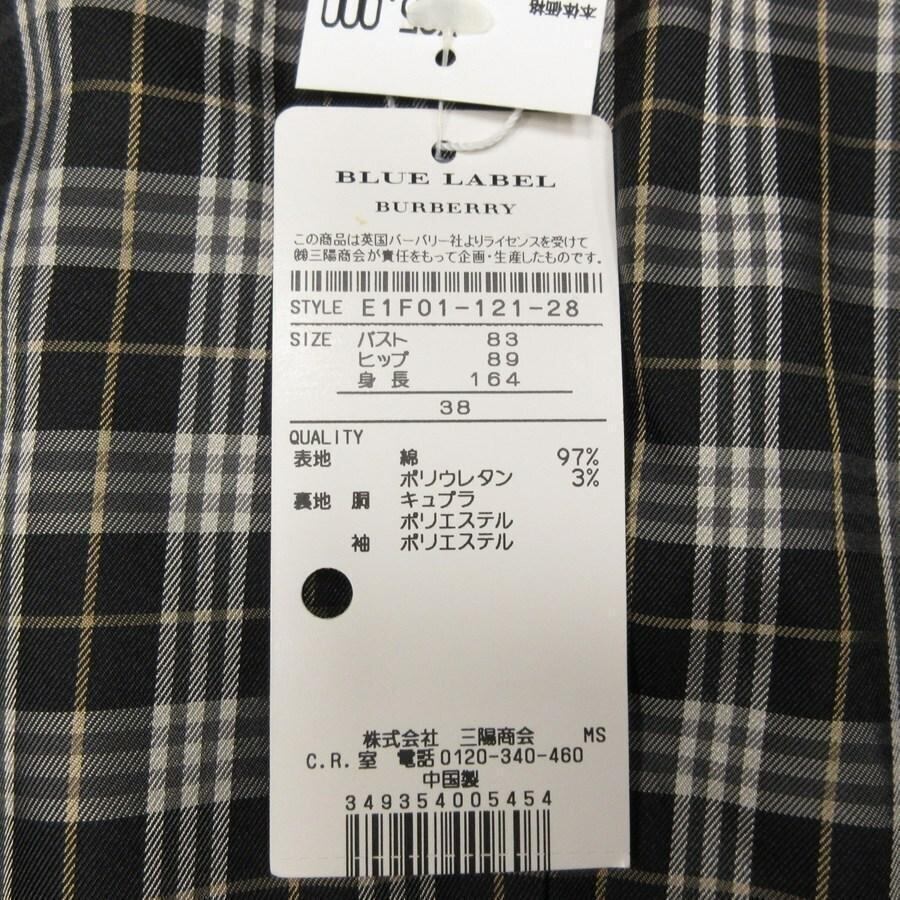 本体価格
BLUE LABEL
BURBERRY
この商品は英国バーバリー社よりライセンスを受けて
㈱三陽商会が責任をもって企画・生産したものです。
STYLE E1F01-121-28
SIZE バスト 83
ヒップ 89
身長 164
38
QUALITY
表地 綿 97%
ポリウレタン 3%
裏地 胴 キュプラ
ポリエステル
袖 ポリエステル
株式会社 三陽商会 MS
C.R.室 電話0120-340-460
中国製
349354005454